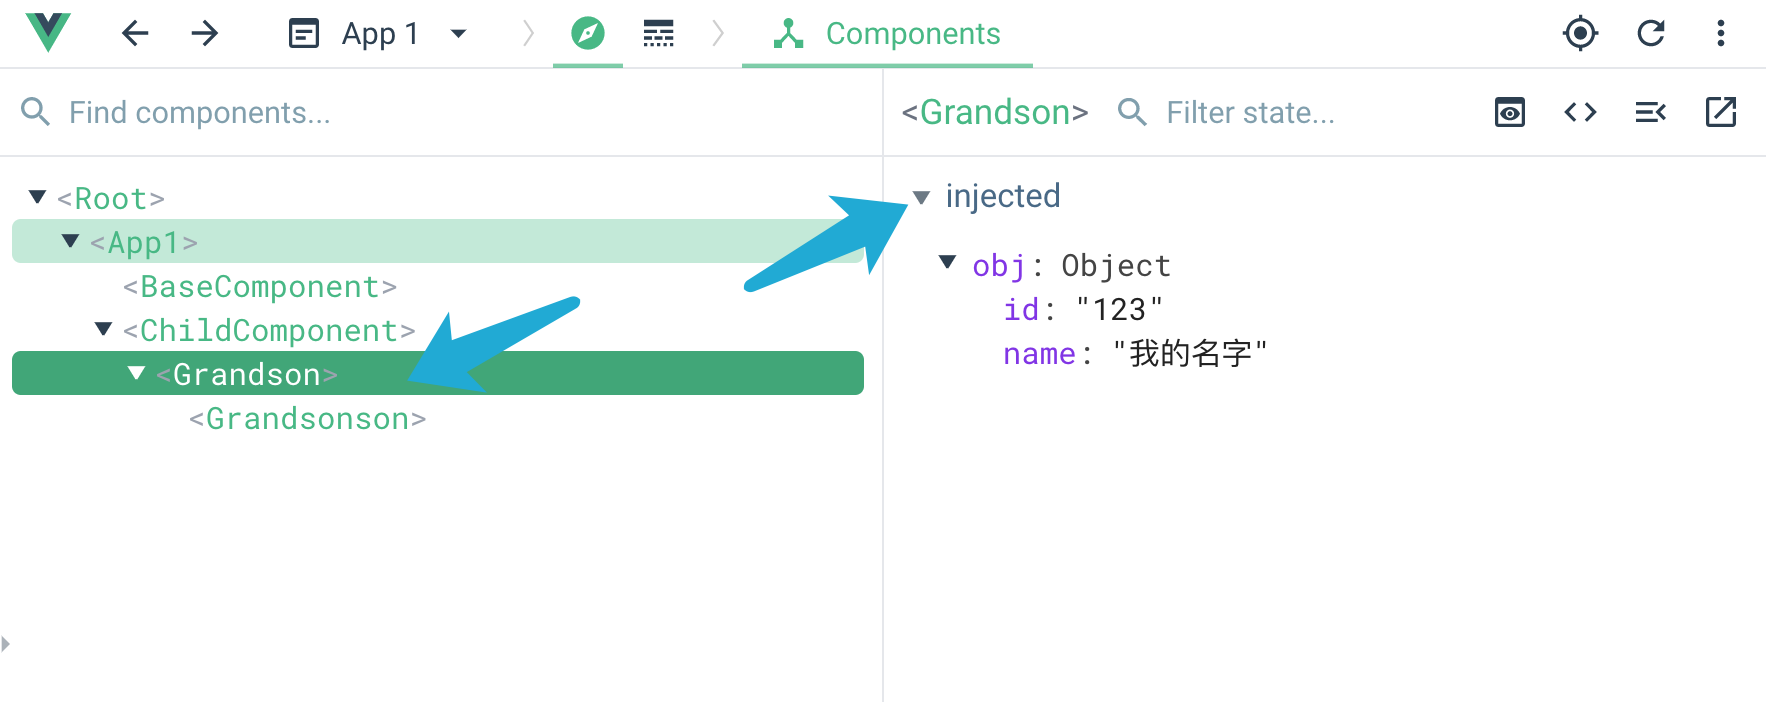 App 1 Components
Find components...
<Grandson> Filter state...
<Root>
<App1>
<BaseComponent>
<ChildComponent>
<Grandson>
<Grandsonson>
injected
obj: Object
id: "123"
name: "我的名字"